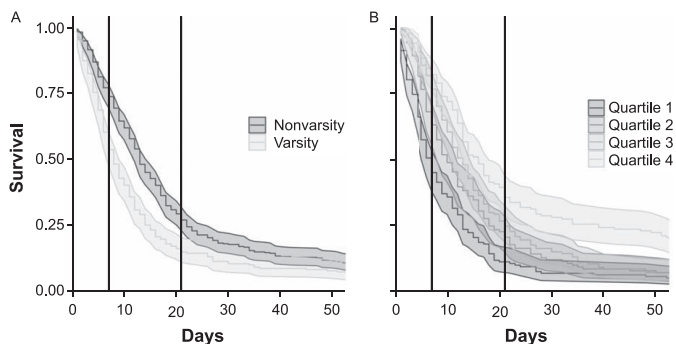 A
B
Survival
1.00
0.75
0.50
0.25
0.00
Nonvarsity
Varsity
0
10
20
30
40
50
Days
Quartile 1
Quartile 2
Quartile 3
Quartile 4
0
10
20
30
40
50
Days